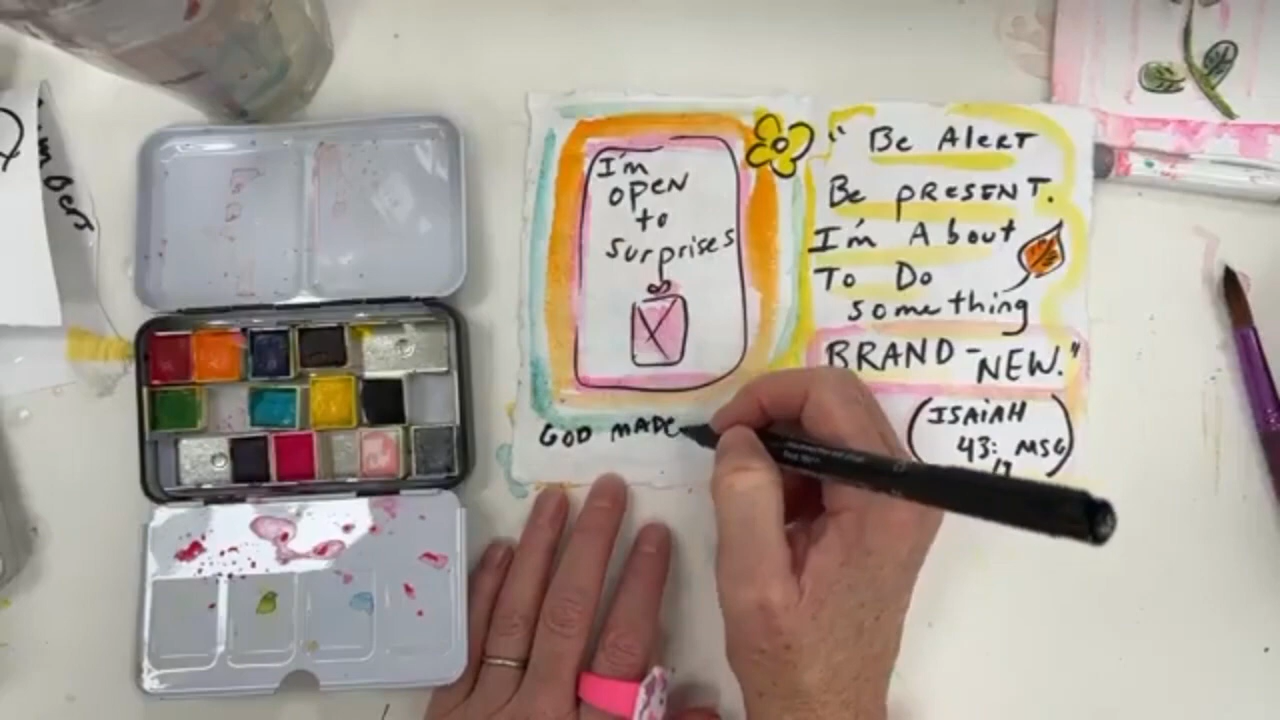 I'm
open
to
surprises
GOD MADE
"Be Alert
Be present.
I'm About
To Do
something
BRAND-NEW."
(ISAIAH
43: MSG)